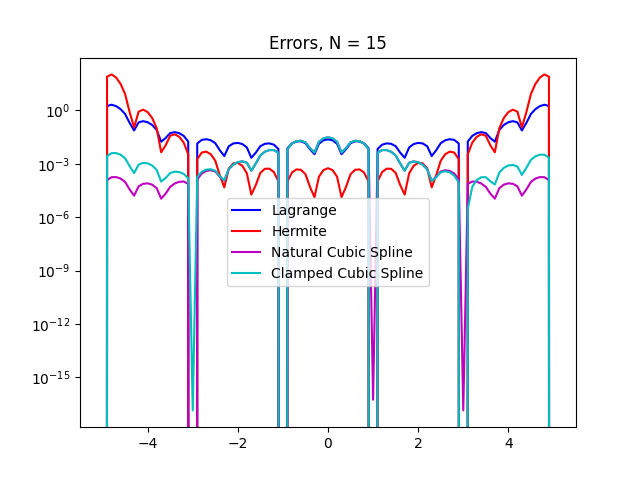 Errors, N = 15
10⁰
10⁻³
10⁻⁶
10⁻⁹
10⁻¹²
10⁻¹⁵
Lagrange
Hermite
Natural Cubic Spline
Clamped Cubic Spline
−4 −2 0 2 4